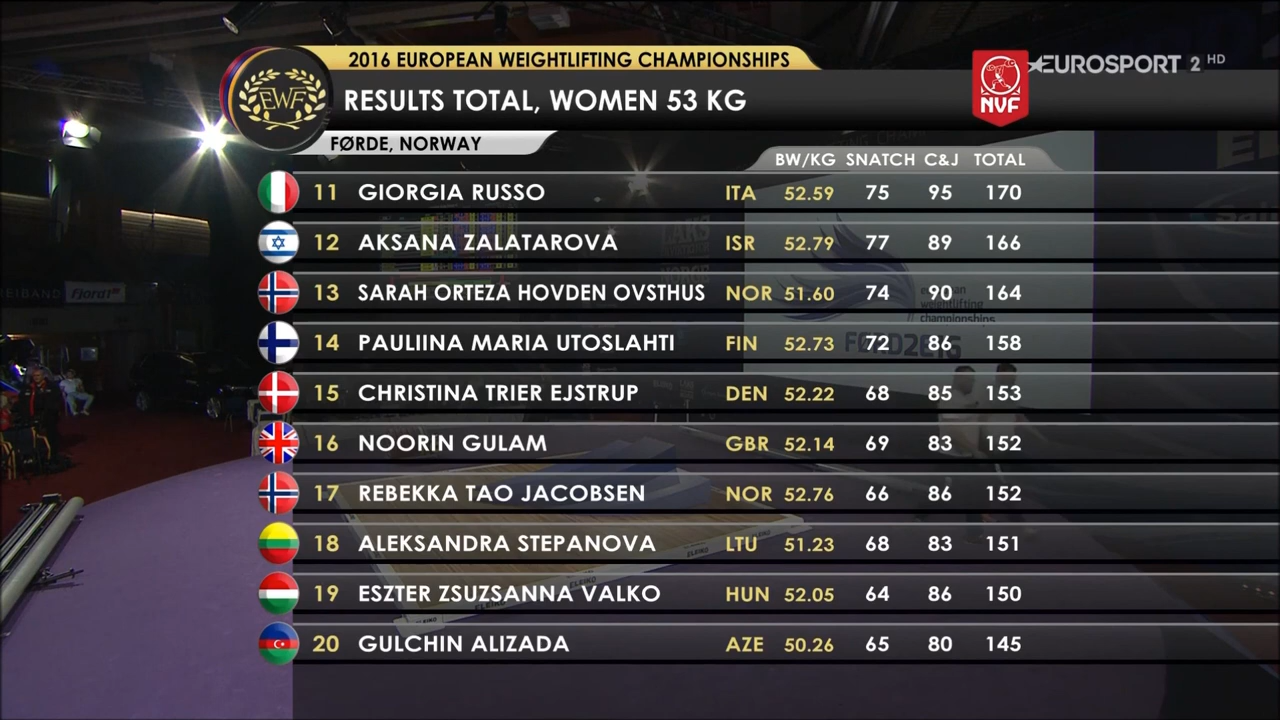 2016 EUROPEAN WEIGHTLIFTING CHAMPIONSHIPS
EWF
RESULTS TOTAL, WOMEN 53 KG
NVF
EUROSPORT 2 HD
FØRDE, NORWAY
BW/KG SNATCH C&J TOTAL
11 GIORGIA RUSSO ITA 52.59 75 95 170
12 AKSANA ZALATAROVA ISR 52.79 77 89 166
13 SARAH ORTEZA HOVDEN OVSTHUS NOR 51.60 74 90 164
14 PAULIINA MARIA UTOSLAHTI FIN 52.73 72 86 158
15 CHRISTINA TRIER EJSTRUP DEN 52.22 68 85 153
16 NOORIN GULAM GBR 52.14 69 83 152
17 REBEKKA TAO JACOBSEN NOR 52.76 66 86 152
18 ALEKSANDRA STEPANOVA LTU 51.23 68 83 151
19 ESZTER ZSUZSANNA VALKO HUN 52.05 64 86 150
20 GULCHIN ALIZADA AZE 50.26 65 80 145
Fjord1
weightlifting
championships
ELEIKO
ELEIKO
ELEIKO